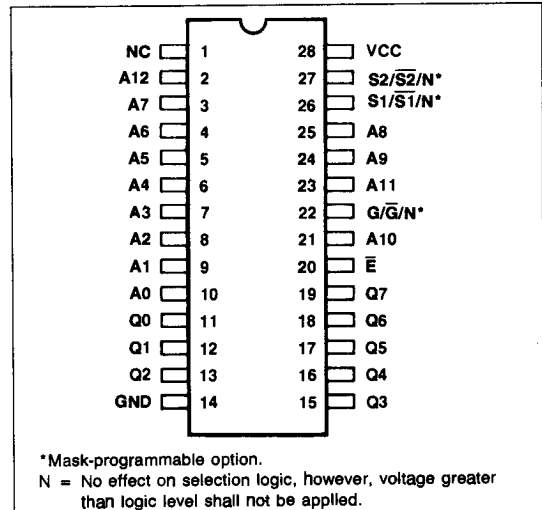 NC 1 28 VCC
A12 2 27 S2/S̅2̅/N*
A7 3 26 S1/S̅1̅/N*
A6 4 25 A8
A5 5 24 A9
A4 6 23 A11
A3 7 22 G/G̅/N*
A2 8 21 A10
A1 9 20 E̅
A0 10 19 Q7
Q0 11 18 Q6
Q1 12 17 Q5
Q2 13 16 Q4
GND 14 15 Q3
*Mask-programmable option.
N = No effect on selection logic, however, voltage greater
than logic level shall not be applied.